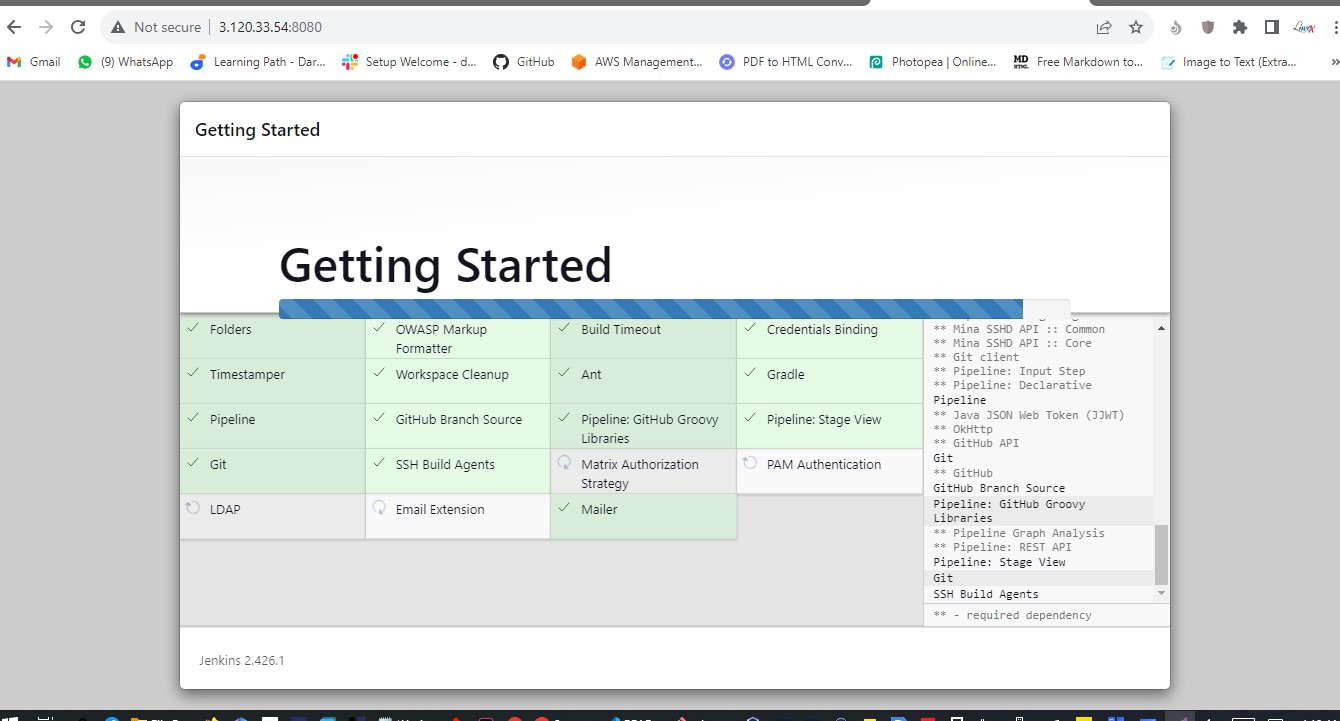 Not secure | 3.120.33.54:8080
Gmail (9) WhatsApp Learning Path - Dar... Setup Welcome - d... GitHub AWS Management... PDF to HTML Conv... Photopea | Online... MD Free Markdown to... Image to Text (Extra... »
Getting Started
Getting Started
Folders OWASP Markup Formatter Build Timeout Credentials Binding
Timestamper Workspace Cleanup Ant Gradle
Pipeline GitHub Branch Source Pipeline: GitHub Groovy Libraries Pipeline: Stage View
Git SSH Build Agents Matrix Authorization Strategy PAM Authentication
LDAP Email Extension Mailer
** Mina SSHD API :: Common
** Mina SSHD API :: Core
** Git client
** Pipeline: Input Step
** Pipeline: Declarative
Pipeline
** Java JSON Web Token (JJWT)
** OkHttp
** GitHub API
Git
** GitHub
GitHub Branch Source
Pipeline: GitHub Groovy
Libraries
** Pipeline Graph Analysis
** Pipeline: REST API
Pipeline: Stage View
Git
SSH Build Agents
** - required dependency
Jenkins 2.426.1